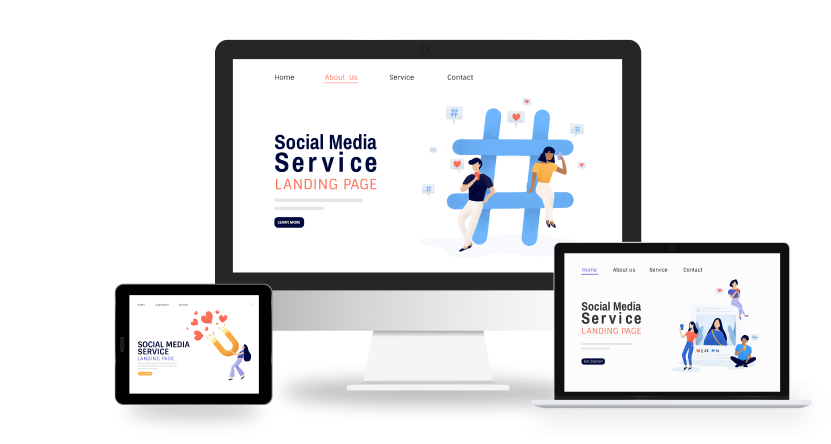 Home About Us Service Contact
Social Media
Service
LANDING PAGE
LEARN MORE
Home About us Service Contact
Social Media
Service
LANDING PAGE
Get Started
SOCIAL MEDIA
SERVICE
LANDING PAGE